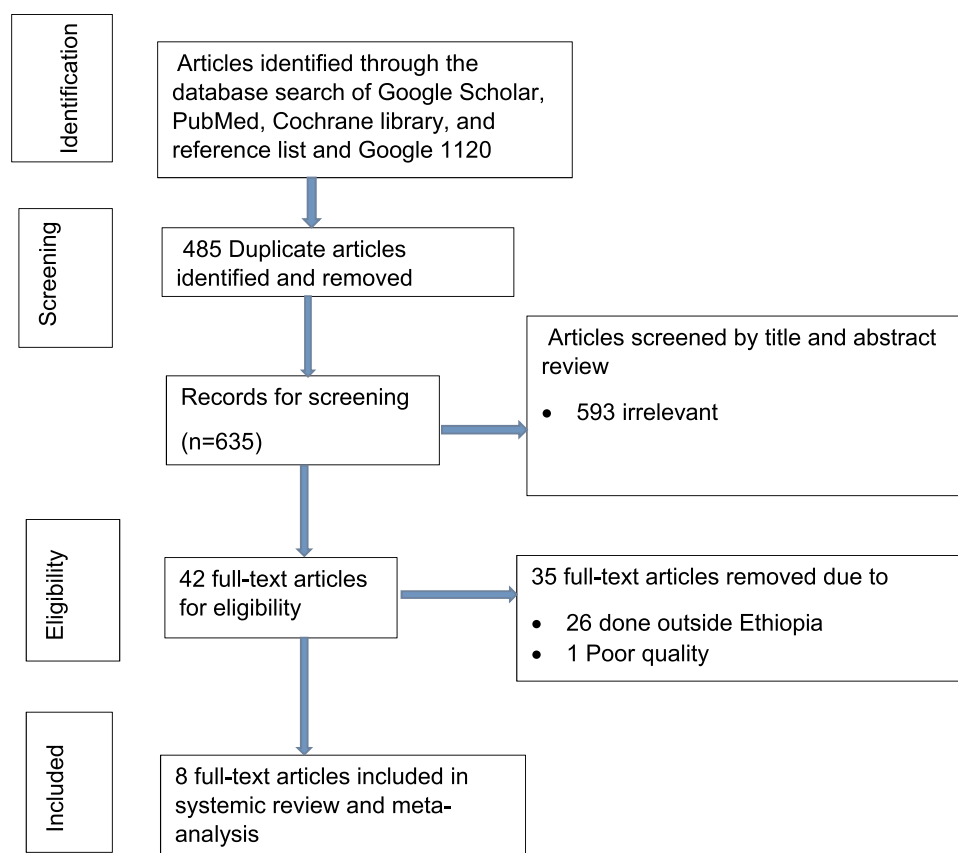 Identification
Articles identified through the
database search of Google Scholar,
PubMed, Cochrane library, and
reference list and Google 1120
Screening
485 Duplicate articles
identified and removed
Records for screening
(n=635)
Articles screened by title and abstract
review
• 593 irrelevant
Eligibility
42 full-text articles
for eligibility
35 full-text articles removed due to
• 26 done outside Ethiopia
• 1 Poor quality
Included
8 full-text articles included in
systemic review and meta-
analysis